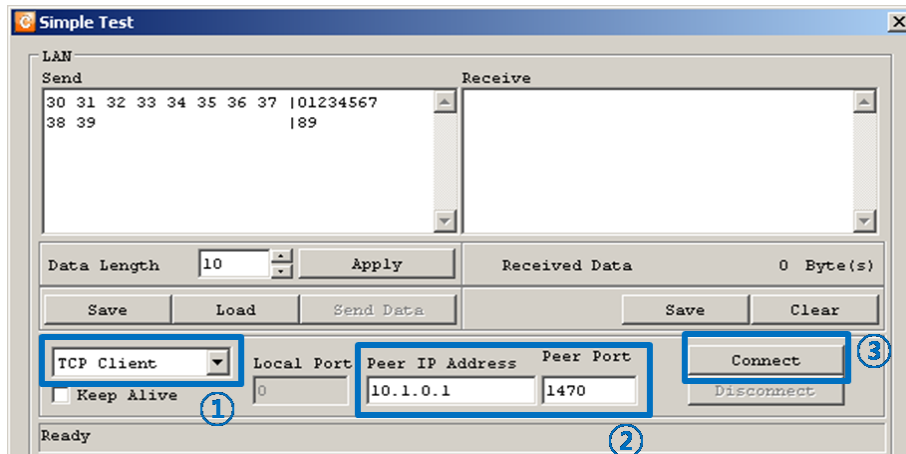 Simple Test
LAN
Send
Receive
30 31 32 33 34 35 36 37 |01234567
38 39 |89
Data Length 10 Apply Received Data 0 Byte(s)
Save Load Send Data Save Clear
TCP Client Local Port Peer IP Address Peer Port Connect ③
Keep Alive ① 0 10.1.0.1 1470 Disconnect
Ready ②